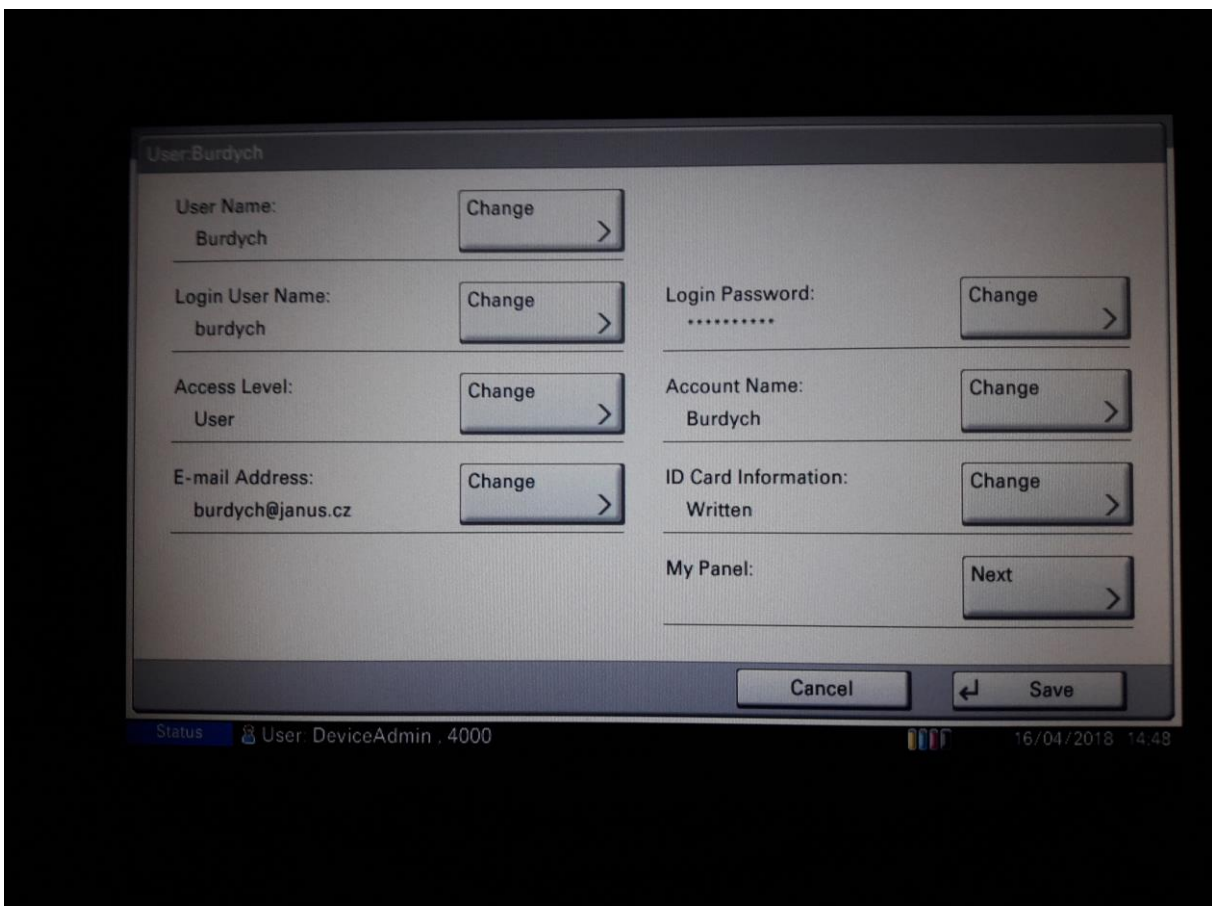 User:Burdych
User Name:
Burdych
Change
Login User Name:
burdych
Change
Login Password:
**********
Change
Access Level:
User
Change
Account Name:
Burdych
Change
E-mail Address:
burdych@janus.cz
Change
ID Card Information:
Written
Change
My Panel:
Next
Cancel
Save
Status
User: DeviceAdmin , 4000
16/04/2018 14:48